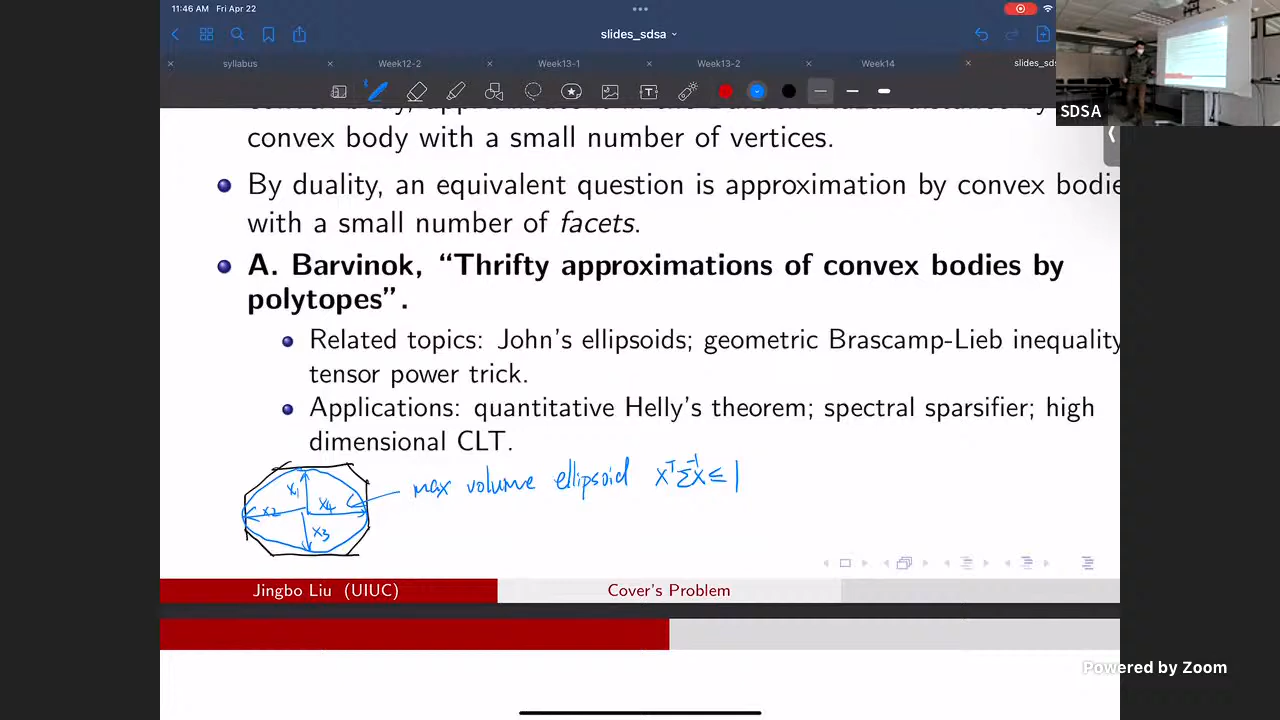 11:46 AM Fri Apr 22
slides_sdsa
syllabus
Week12-2
Week13-1
Week13-2
Week14
slides_sds
SDSA
convex body with a small number of vertices.
By duality, an equivalent question is approximation by convex bodie
with a small number of facets.
A. Barvinok, “Thrifty approximations of convex bodies by
polytopes”.
Related topics: John's ellipsoids; geometric Brascamp-Lieb inequality
tensor power trick.
Applications: quantitative Helly's theorem; spectral sparsifier; high
dimensional CLT.
x₁
x₂
x₄
x₃
max volume ellipsoid xᵀΣ⁻¹x ≤ 1
Jingbo Liu (UIUC)
Cover's Problem
Powered by Zoom